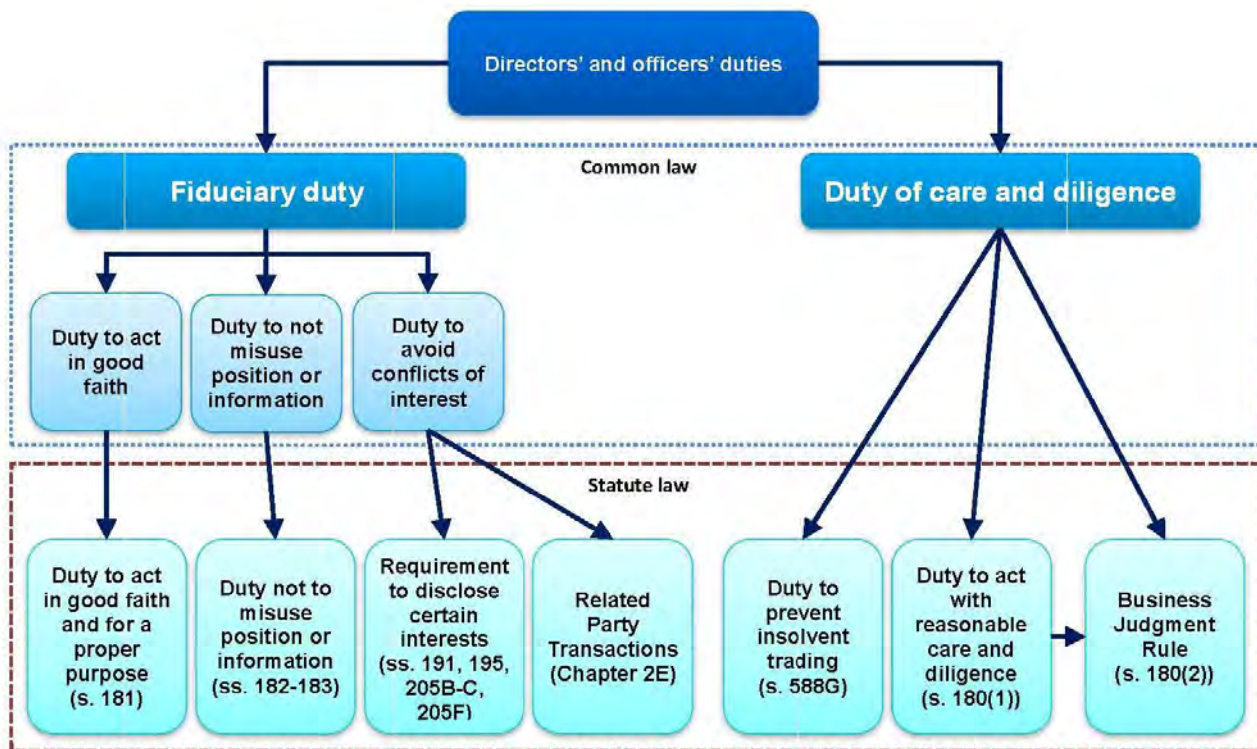 Directors' and officers' duties
Common law
Fiduciary duty
Duty of care and diligence
Duty to act
in good
faith
Duty to not
misuse
position or
information
Duty to
avoid
conflicts of
interest
Statute law
Duty to act
in good faith
and for a
proper
purpose
(s. 181)
Duty not to
misuse
position or
information
(ss. 182-183)
Requirement
to disclose
certain
interests
(ss. 191, 195,
205B-C,
205F)
Related
Party
Transactions
(Chapter 2E)
Duty to
prevent
insolvent
trading
(s. 588G)
Duty to act
with
reasonable
care and
diligence
(s. 180(1))
Business
Judgment
Rule
(s. 180(2))